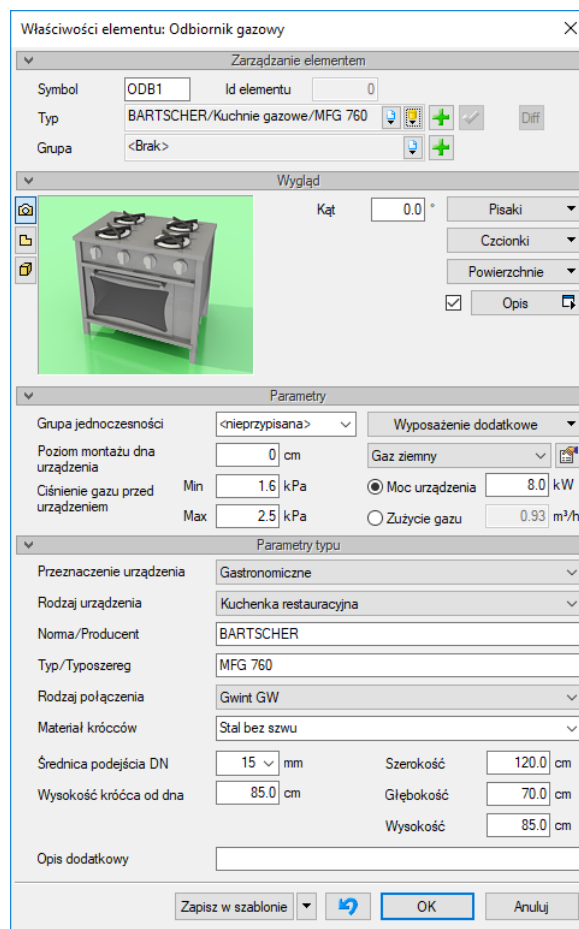 Właściwości elementu: Odbiornik gazowy
Zarządzanie elementem
Symbol ODB1 Id elementu 0
Typ BARTSCHER/Kuchnie gazowe/MFG 760 Diff
Grupa <Brak>
Wygląd
Kąt 0.0 ° Pisaki
Czcionki
Powierzchnie
Opis
Parametry
Grupa jednoczesności <nieprzypisana> Wyposażenie dodatkowe
Poziom montażu dna urządzenia 0 cm Gaz ziemny
Ciśnienie gazu przed urządzeniem Min 1.6 kPa Moc urządzenia 8.0 kW
Max 2.5 kPa Zużycie gazu 0.93 m³/h
Parametry typu
Przeznaczenie urządzenia Gastronomiczne
Rodzaj urządzenia Kuchenka restauracyjna
Norma/Producent BARTSCHER
Typ/Typoszereg MFG 760
Rodzaj połączenia Gwint GW
Materiał króćców Stal bez szwu
Średnica podejścia DN 15 mm Szerokość 120.0 cm
Wysokość króćca od dna 85.0 cm Głębokość 70.0 cm
Wysokość 85.0 cm
Opis dodatkowy
Zapisz w szablonie OK Anuluj